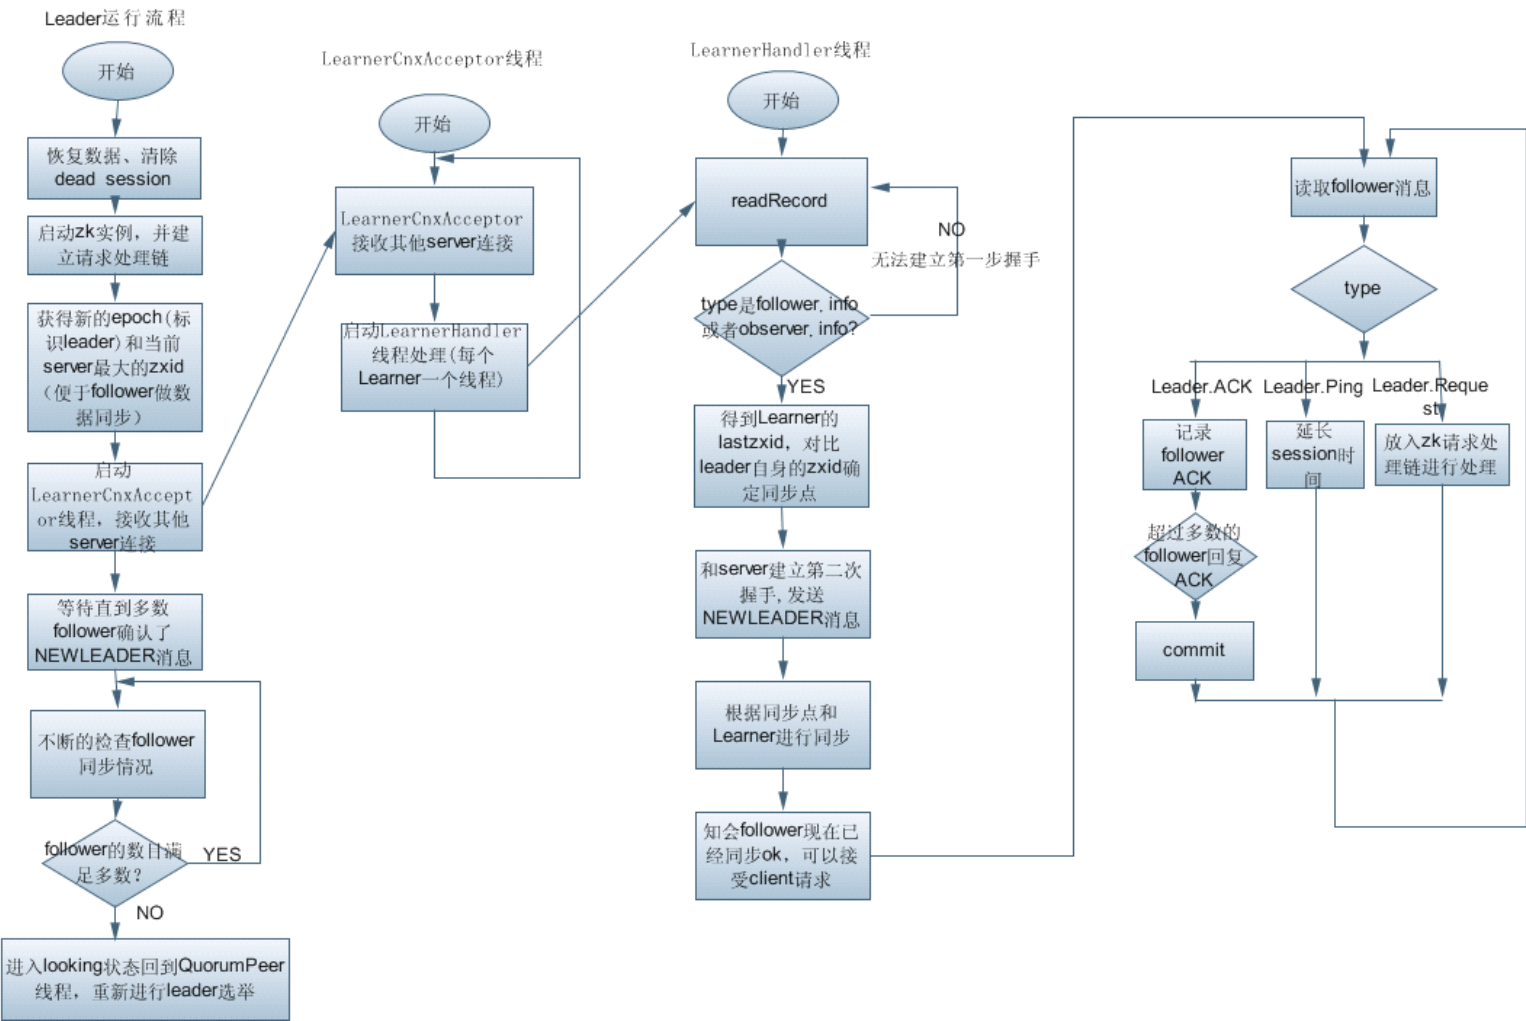 Leader运行流程
开始
恢复数据、清除
dead session
启动zk实例，并建
立请求处理链
获得新的epoch(标
识leader)和当前
server最大的zxid
（便于follower做数
据同步）
启动
LearnerCnxAccept
or线程，接收其他
server连接
等待直到多数
follower确认了
NEWLEADER消息
不断的检查follower
同步情况
follower的数目满
足多数？
YES
NO
进入looking状态回到QuorumPeer
线程，重新进行leader选举
LearnerCnxAcceptor线程
开始
LearnerCnxAcceptor
接收其他server连接
启动LearnerHandler
线程处理(每个
Learner一个线程)
LearnerHandler线程
开始
readRecord
NO
无法建立第一步握手
type是follower.info
或者observer.info?
YES
得到Learner的
lastzxid，对比
leader自身的zxid确
定同步点
和server建立第二次
握手,发送
NEWLEADER消息
根据同步点和
Learner进行同步
知会follower现在已
经同步ok，可以接
受client请求
读取follower消息
type
Leader.ACK
Leader.Ping
Leader.Reque
st
记录
follower
ACK
延长
session时
间
放入zk请求处
理链进行处理
超过多数的
follower回复
ACK
commit